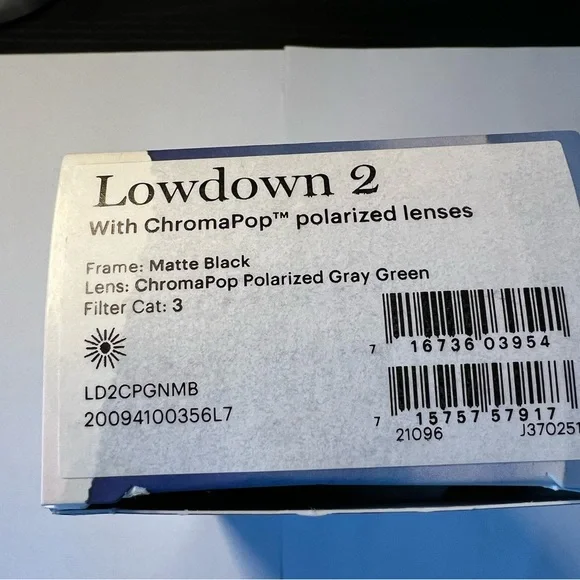 Lowdown 2
With ChromaPop™ polarized lenses
Frame: Matte Black
Lens: ChromaPop Polarized Gray Green
Filter Cat: 3
7 16736 03954
LD2CPGNMB
20094100356L7
7 15757 57917
21096 J370251